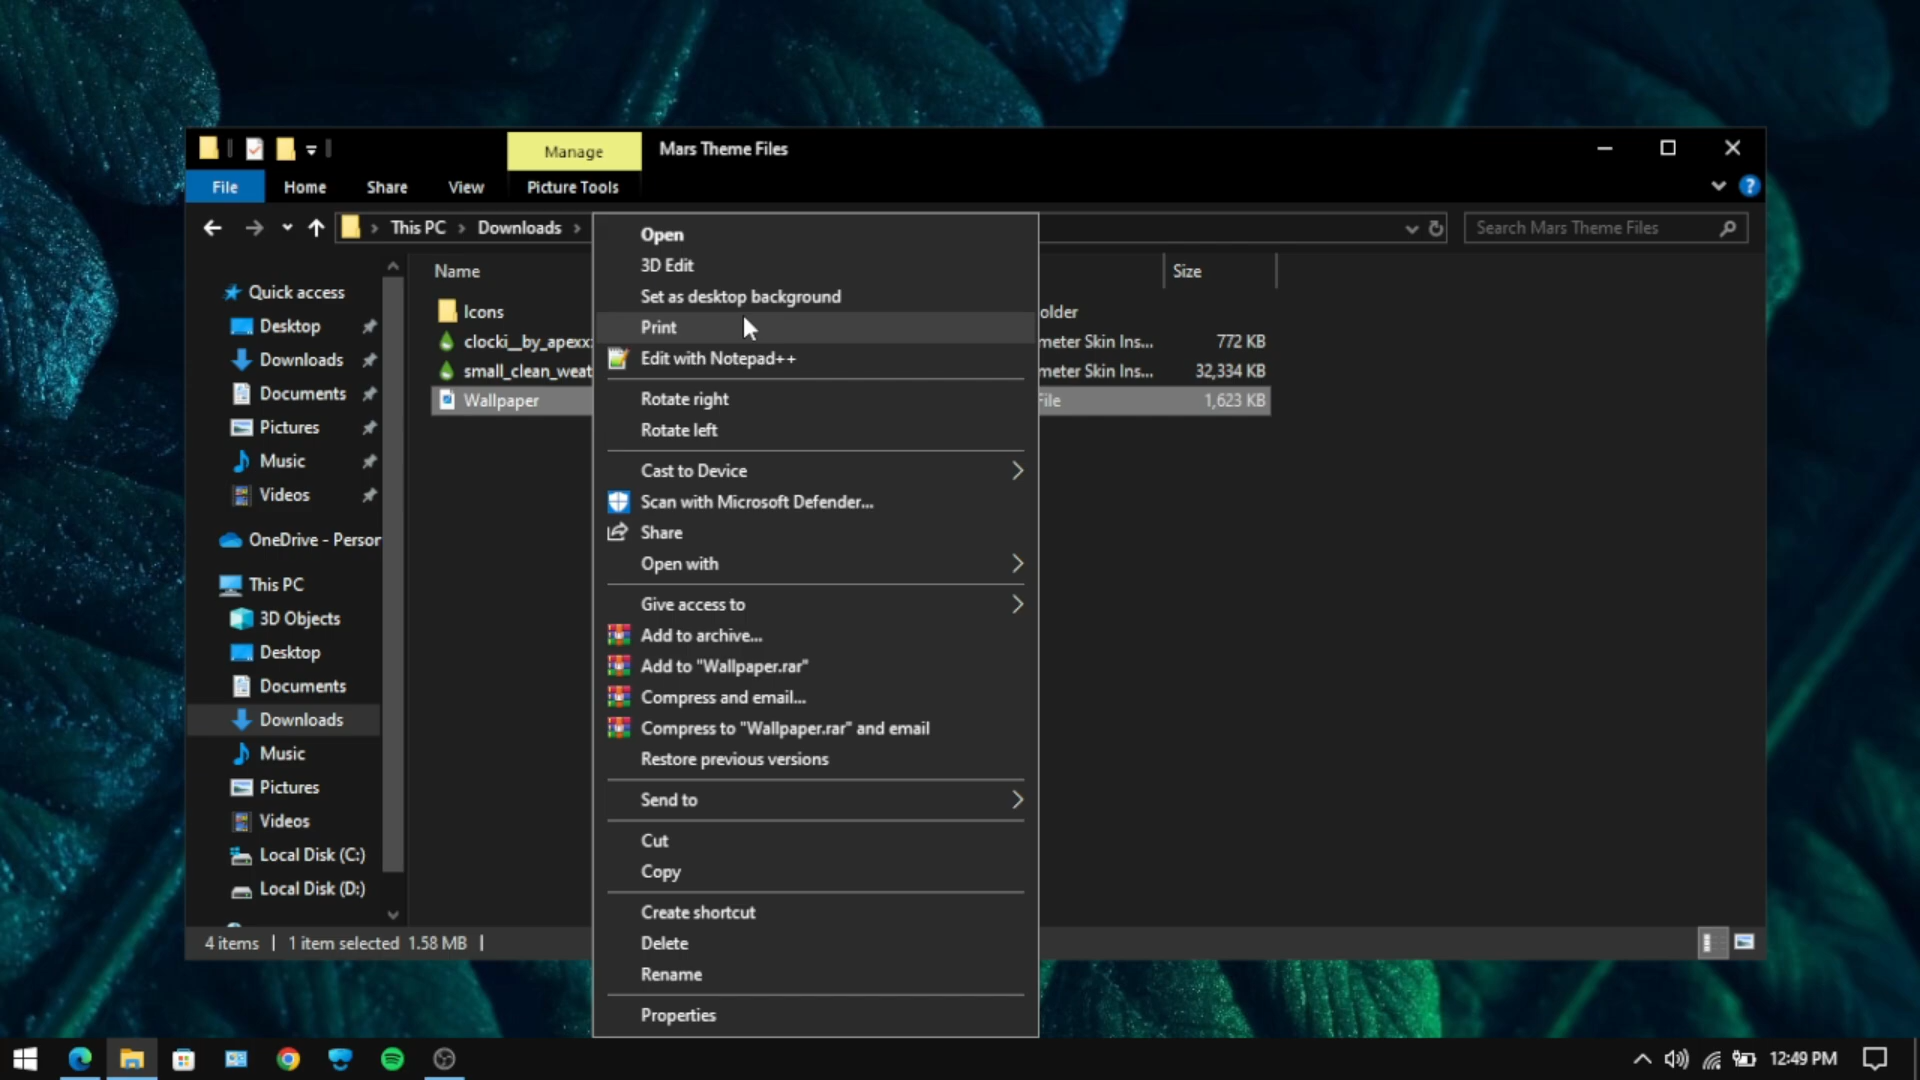 Manage
Mars Theme Files
File
Home
Share
View
Picture Tools
This PC
Downloads
Search Mars Theme Files
Name
Size
Quick access
Desktop
Downloads
Documents
Pictures
Music
Videos
OneDrive - Person
This PC
3D Objects
Desktop
Documents
Downloads
Music
Pictures
Videos
Local Disk (C:)
Local Disk (D:)
Icons
older
clocki__by_apexx
meter Skin Ins...
772 KB
small_clean_weat
meter Skin Ins...
32,334 KB
Wallpaper
File
1,623 KB
Open
3D Edit
Set as desktop background
Print
Edit with Notepad++
Rotate right
Rotate left
Cast to Device
Scan with Microsoft Defender...
Share
Open with
Give access to
Add to archive...
Add to "Wallpaper.rar"
Compress and email...
Compress to "Wallpaper.rar" and email
Restore previous versions
Send to
Cut
Copy
Create shortcut
Delete
Rename
Properties
4 items
1 item selected 1.58 MB
12:49 PM